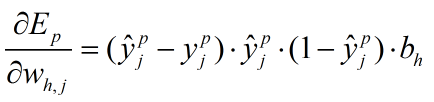 ∂E_p/∂w_{h,j} = (ŷ_j^p − y_j^p) · ŷ_j^p · (1 − ŷ_j^p) · b_h